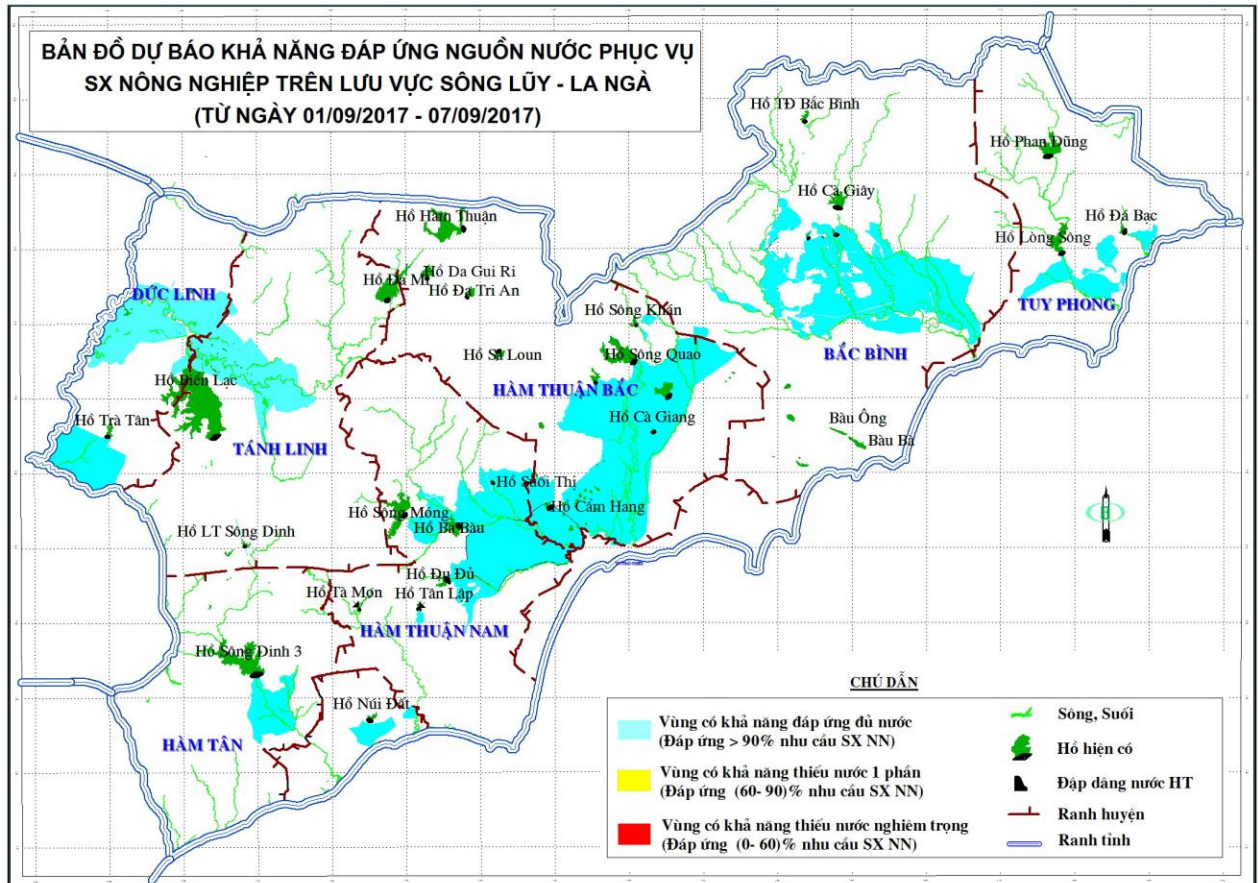 BẢN ĐỒ DỰ BÁO KHẢ NĂNG ĐÁP ỨNG NGUỒN NƯỚC PHỤC VỤ
SX NÔNG NGHIỆP TRÊN LƯU VỰC SÔNG LŨY - LA NGÀ
(TỪ NGÀY 01/09/2017 - 07/09/2017)
Hồ TĐ Bắc Bình
Hồ Phan Dũng
Hồ Cà Giây
Hồ Đá Bạc
Hồ Lòng Sông
TUY PHONG
BẮC BÌNH
Hồ Hàm Thuận
Hồ Da Gui Ri
Hồ Đa Mi
Hồ Đa Tri An
ĐỨC LINH
Hồ Sông Khán
Hồ Sa Loun
Hồ Sông Quao
HÀM THUẬN BẮC
Hồ Biển Lạc
Hồ Cà Giang
Hồ Trà Tân
Bàu Ông
Bàu Bà
TÁNH LINH
Hồ Suối Thị
Hồ Cẩm Hang
Hồ Sông Móng
Hồ Ba Bàu
Hồ LT Sông Dinh
Hồ Đu Đủ
Hồ Tà Mon
Hồ Tân Lập
HÀM THUẬN NAM
Hồ Sông Dinh 3
Hồ Núi Đất
HÀM TÂN
CHÚ DẪN
Vùng có khả năng đáp ứng đủ nước
(Đáp ứng > 90% nhu cầu SX NN)
Vùng có khả năng thiếu nước 1 phần
(Đáp ứng (60- 90)% nhu cầu SX NN)
Vùng có khả năng thiếu nước nghiêm trọng
(Đáp ứng (0- 60)% nhu cầu SX NN)
Sông, Suối
Hồ hiện có
Đập dâng nước HT
Ranh huyện
Ranh tỉnh